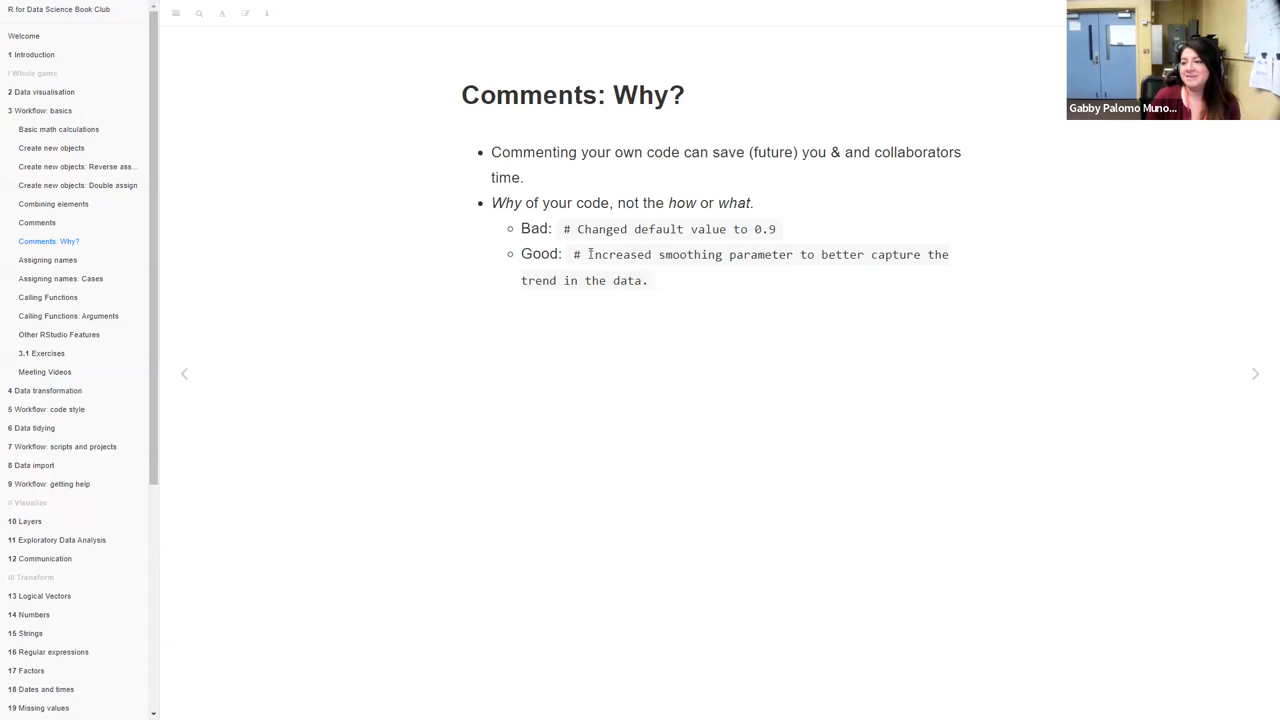 R for Data Science Book Club
Welcome
1 Introduction
I Whole game
2 Data visualisation
3 Workflow: basics
Basic math calculations
Create new objects
Create new objects: Reverse ass...
Create new objects: Double assign
Combining elements
Comments
Comments: Why?
Assigning names
Assigning names: Cases
Calling Functions
Calling Functions: Arguments
Other RStudio Features
3.1 Exercises
Meeting Videos
4 Data transformation
5 Workflow: code style
6 Data tidying
7 Workflow: scripts and projects
8 Data import
9 Workflow: getting help
II Visualize
10 Layers
11 Exploratory Data Analysis
12 Communication
III Transform
13 Logical Vectors
14 Numbers
15 Strings
16 Regular expressions
17 Factors
18 Dates and times
19 Missing values
Comments: Why?
• Commenting your own code can save (future) you & and collaborators
time.
• Why of your code, not the how or what.
Bad: # Changed default value to 0.9
Good: # Increased smoothing parameter to better capture the
trend in the data.
Gabby Palomo Muno...